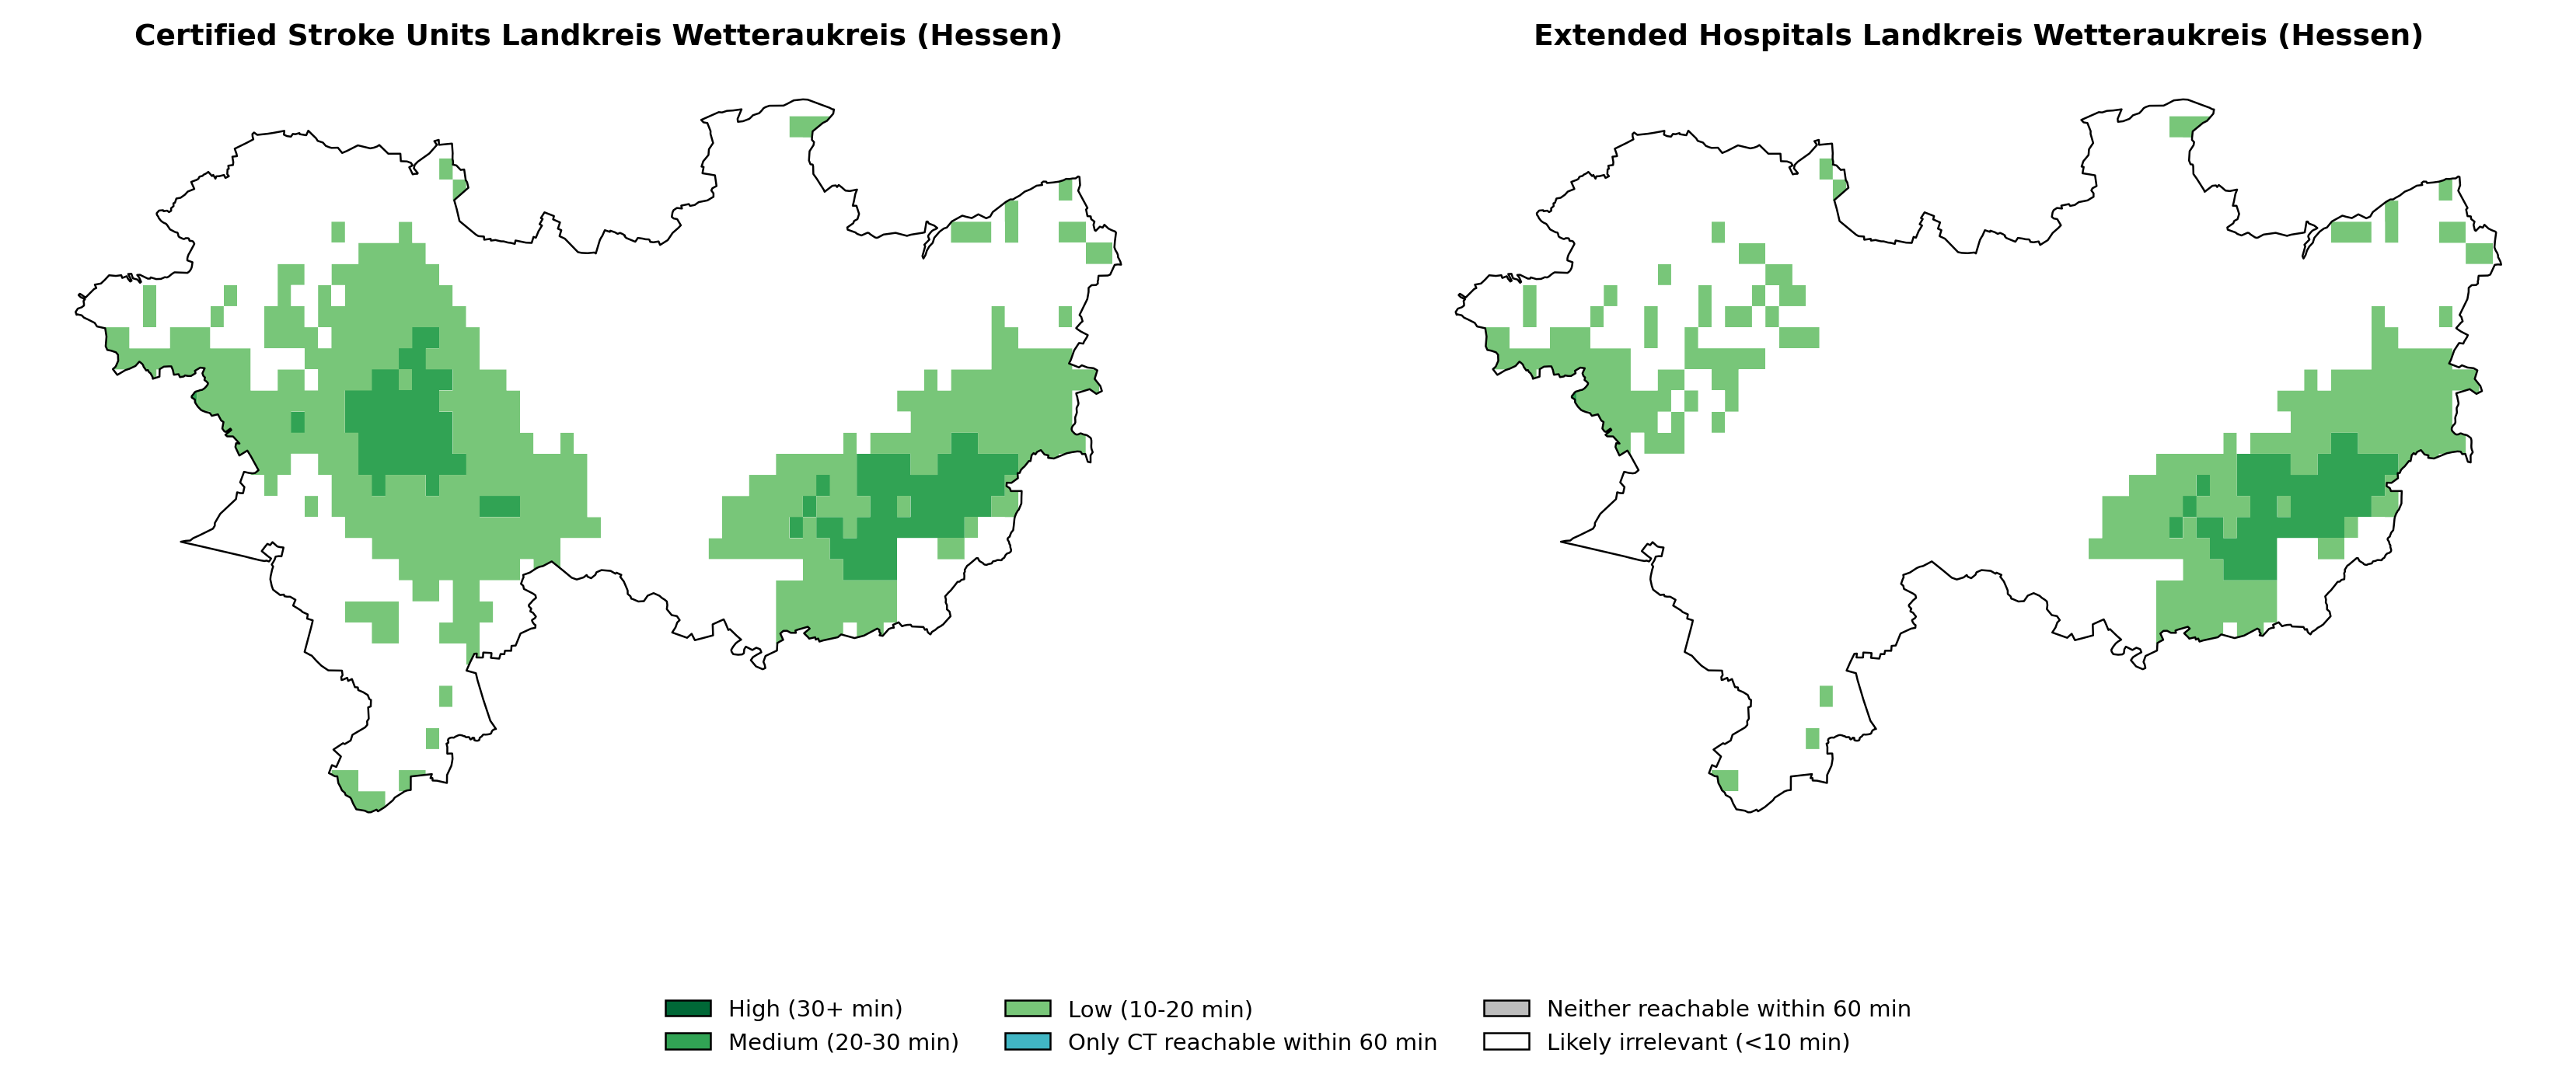 Certified Stroke Units Landkreis Wetteraukreis (Hessen)
Extended Hospitals Landkreis Wetteraukreis (Hessen)
High (30+ min)
Medium (20-30 min)
Low (10-20 min)
Only CT reachable within 60 min
Neither reachable within 60 min
Likely irrelevant (<10 min)